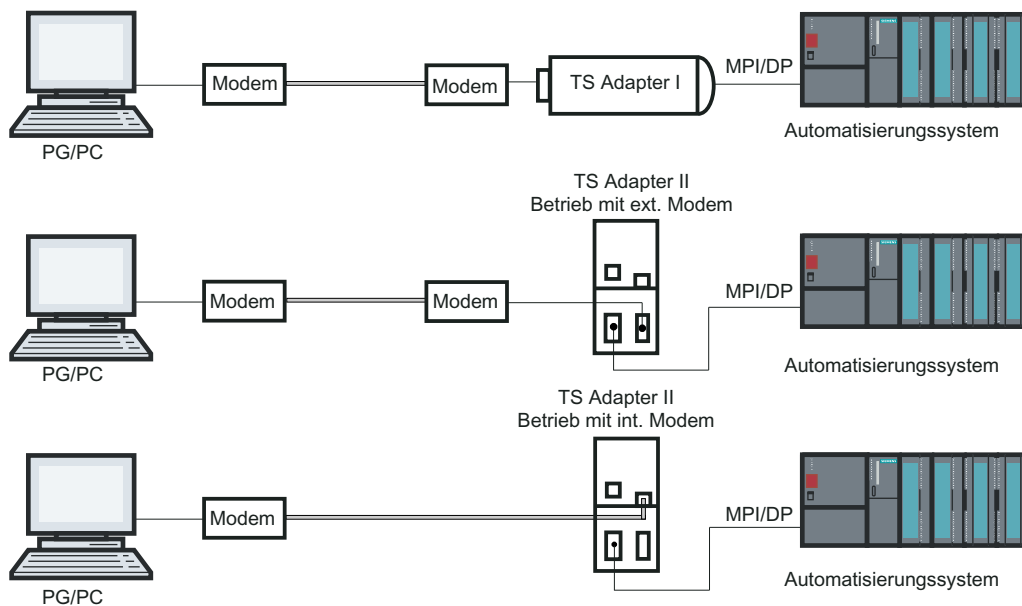 Modem
Modem
TS Adapter I
MPI/DP
Automatisierungssystem
PG/PC
TS Adapter II
Betrieb mit ext. Modem
Modem
Modem
MPI/DP
Automatisierungssystem
PG/PC
TS Adapter II
Betrieb mit int. Modem
Modem
MPI/DP
Automatisierungssystem
PG/PC